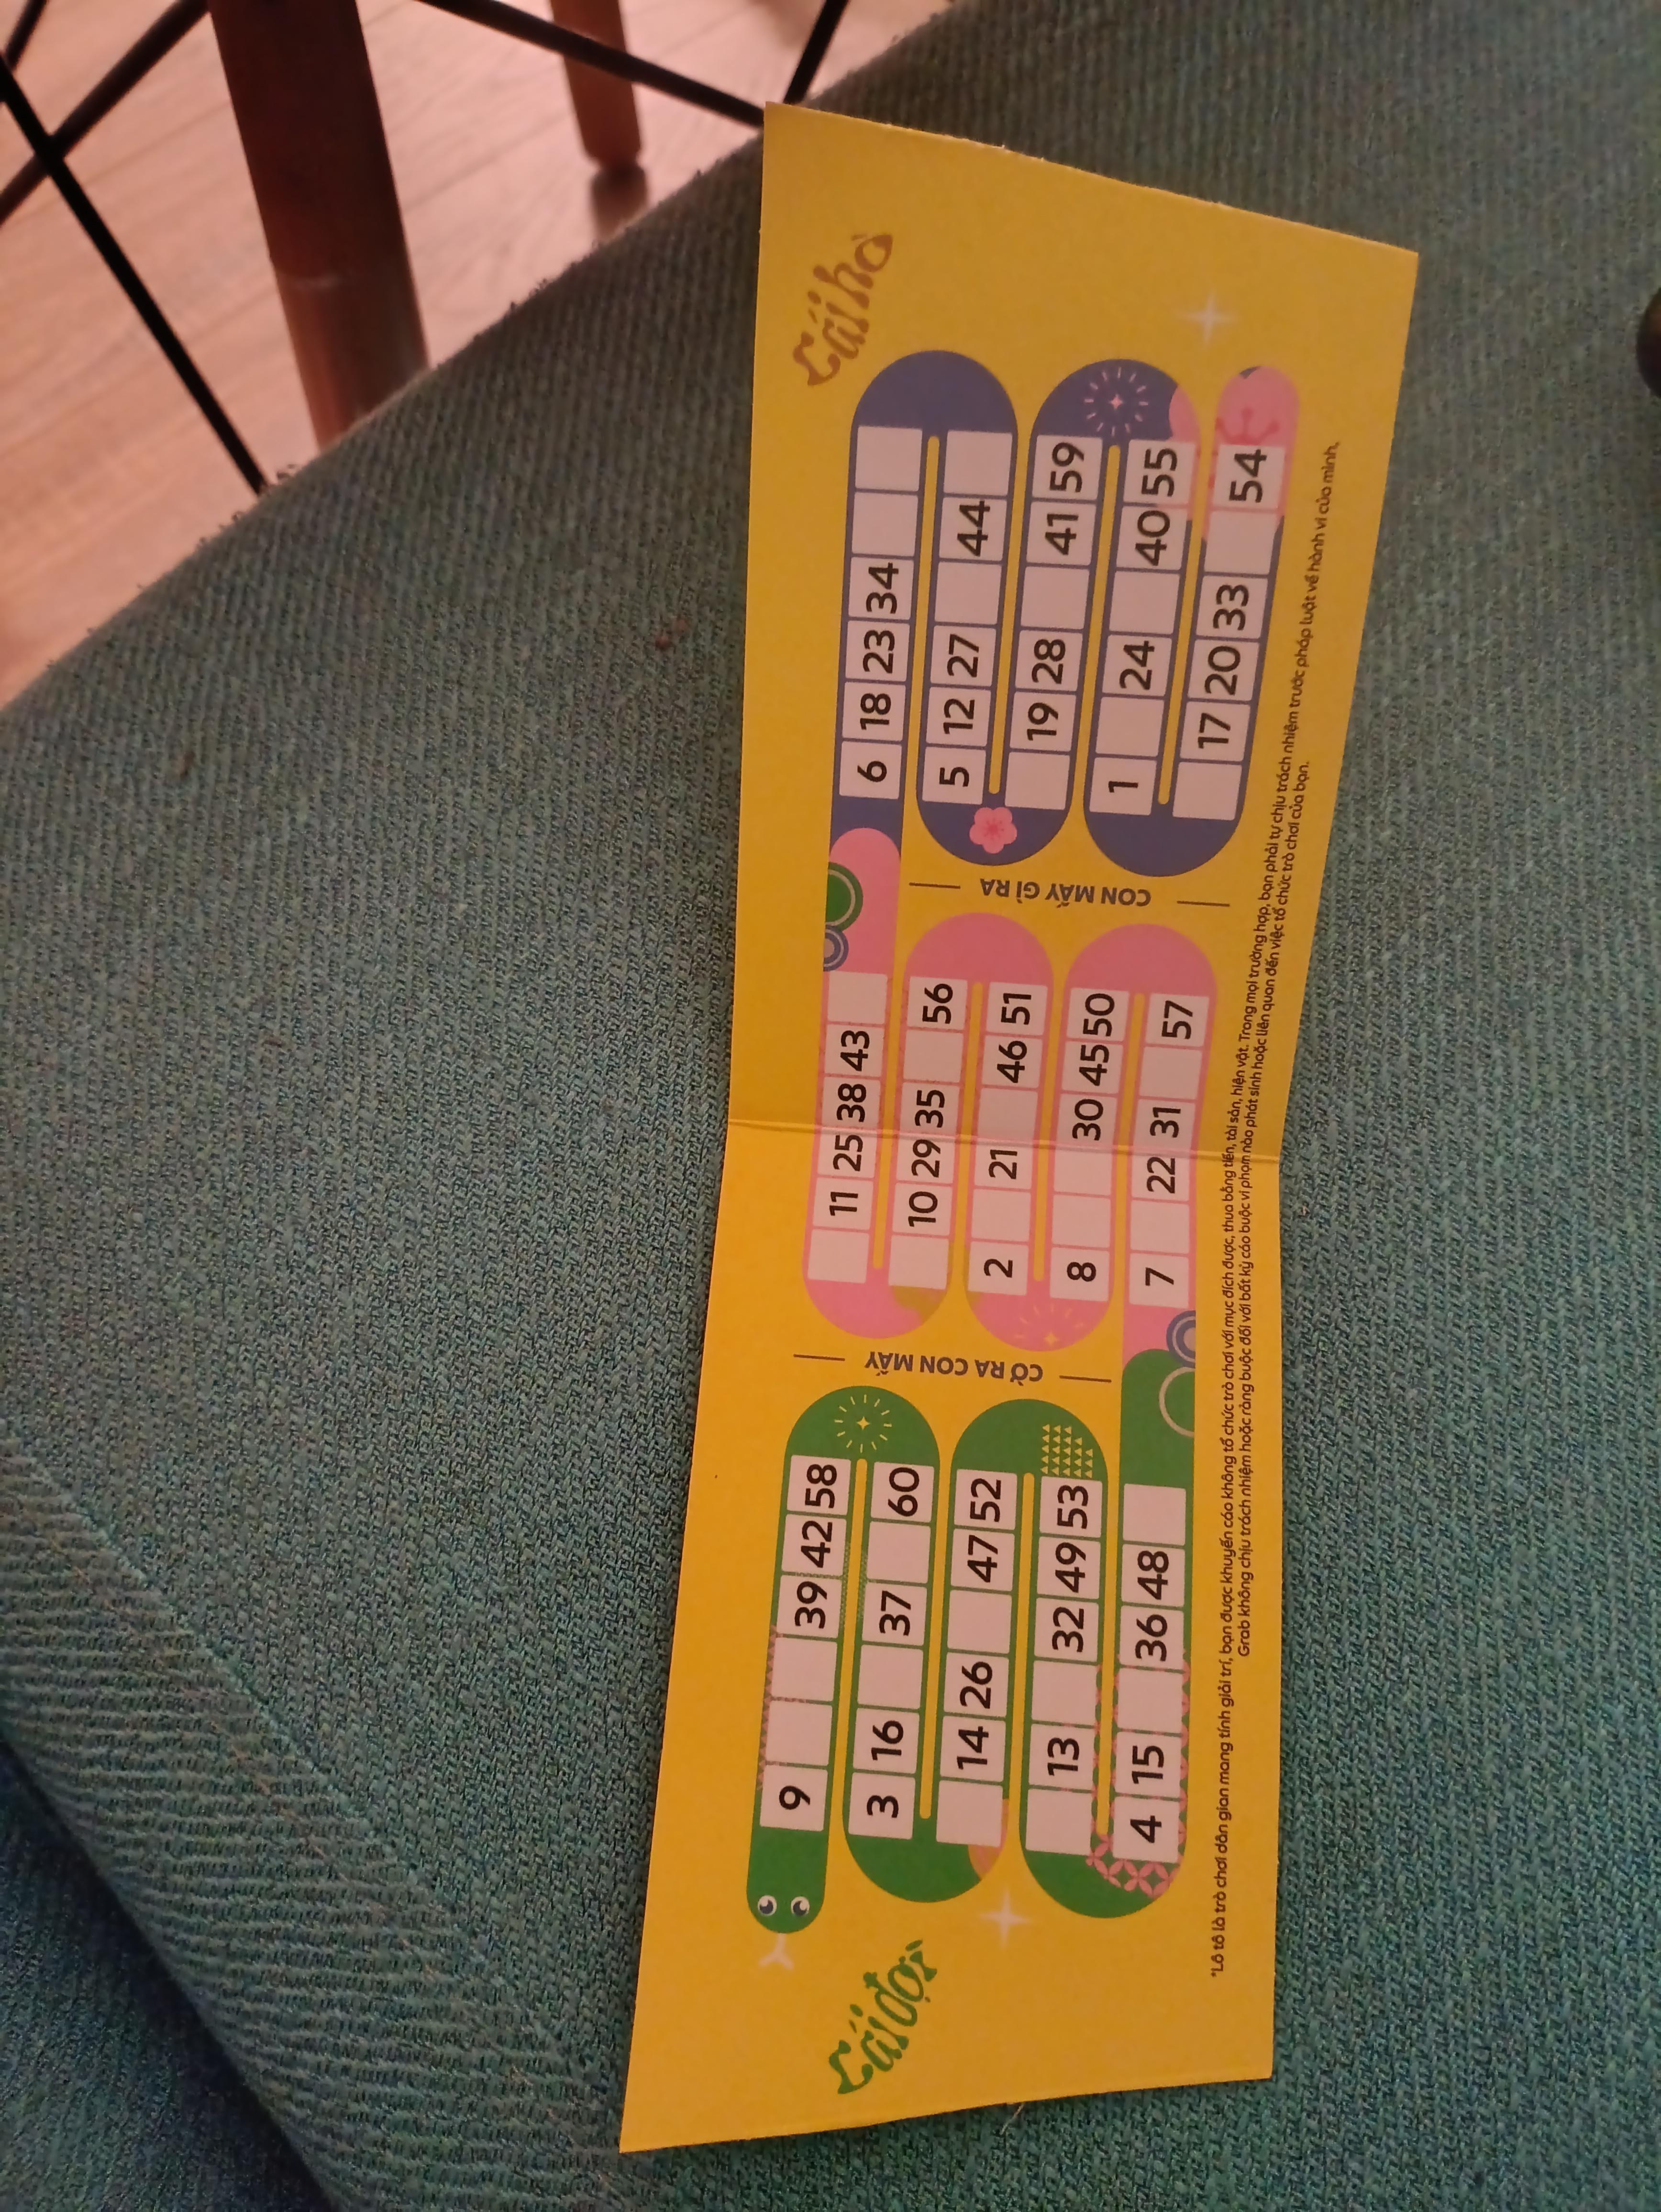 Cái đợi
9 39 42 58
3 16 37 60
14 26 47 52
13 32 49 53
4 15 36 48
CỜ RA CON MẤY
11 25 38 43
10 29 35 56
2 21 46 51
8 30 45 50
7 22 31 57
CON MẤY GÌ RA
6 18 23 34
5 12 27 44
19 28 41 59
1 24 40 55
17 20 33 54
Cái ho
*Lô tô là trò chơi dân gian mang tính giải trí, bạn được khuyến cáo không tổ chức trò chơi với mục đích được, thua bằng tiền, tài sản, hiện vật. Trong mọi trường hợp, bạn phải tự chịu trách nhiệm trước pháp luật về hành vi của mình.
Grab không chịu trách nhiệm hoặc ràng buộc đối với bất kỳ cáo buộc vi phạm nào phát sinh hoặc liên quan đến việc tổ chức trò chơi của bạn.